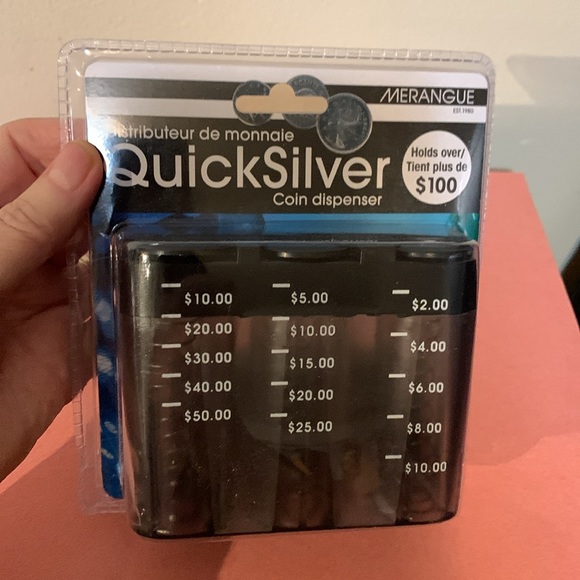 MERANGUE
EST.1980
Distributeur de monnaie
QuickSilver
Coin dispenser
Holds over/
Tient plus de
$100
$10.00 $5.00 $2.00
$20.00 $10.00 $4.00
$30.00 $15.00 $6.00
$40.00 $20.00 $8.00
$50.00 $25.00 $10.00